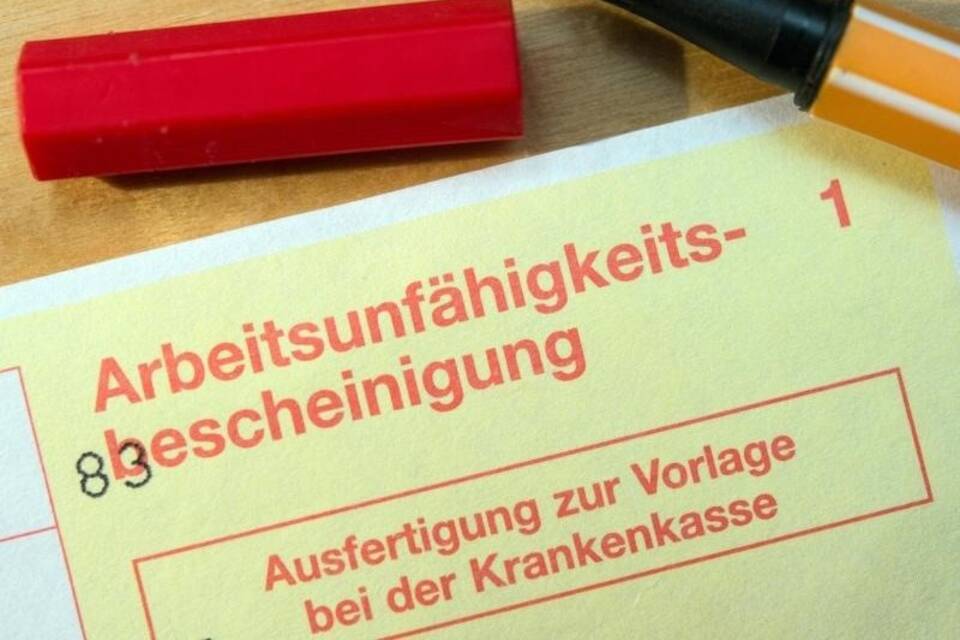 Arbeitsunfähigkeits- 1
bescheinigung
83
Ausfertigung zur Vorlage
bei der Krankenkasse